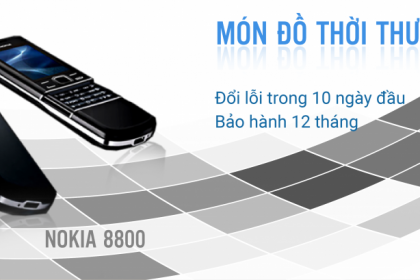 MÓN ĐỒ THỜI THƯ
Đổi lỗi trong 10 ngày đầu
Bảo hành 12 tháng
NOKIA 8800